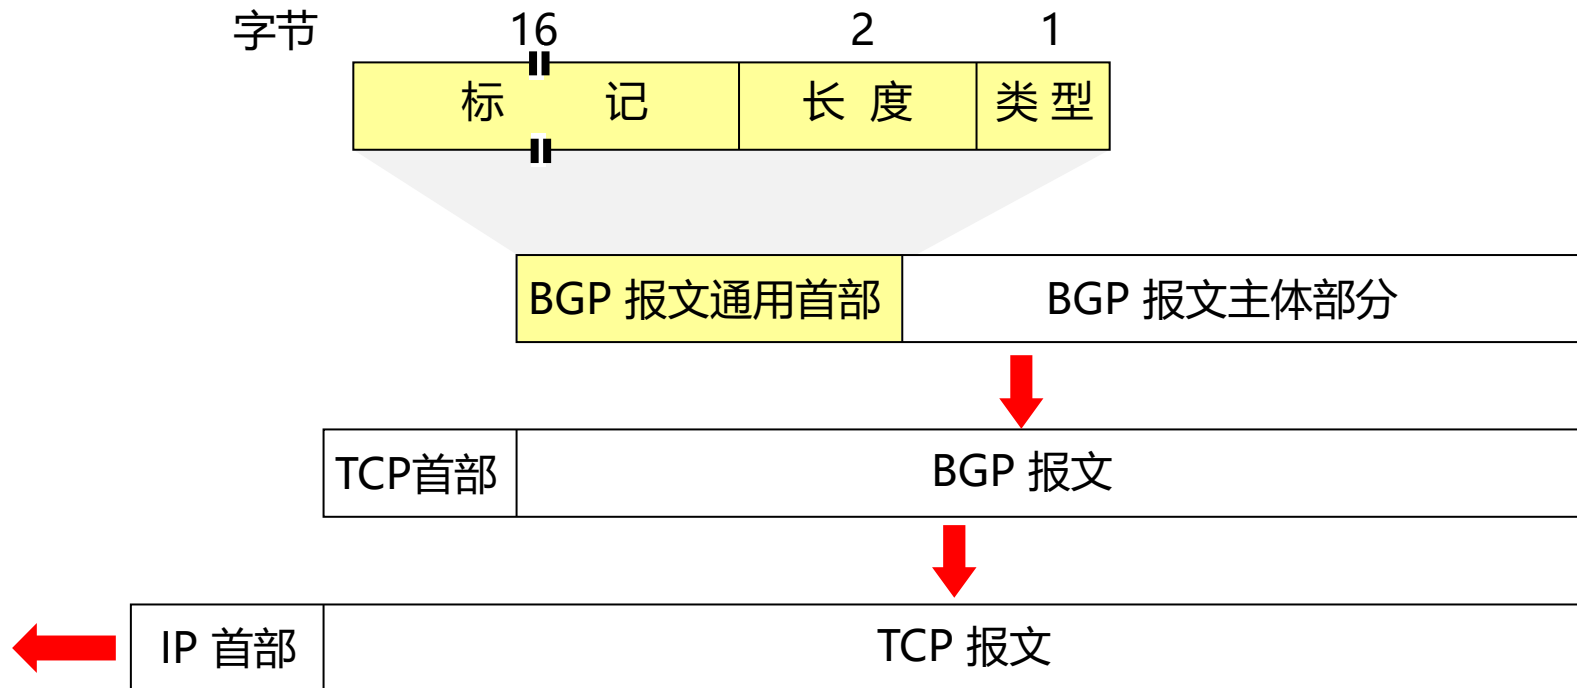 字节 16 2 1
标 记 长 度 类 型
BGP 报文通用首部 BGP 报文主体部分
TCP首部 BGP 报文
IP 首部 TCP 报文